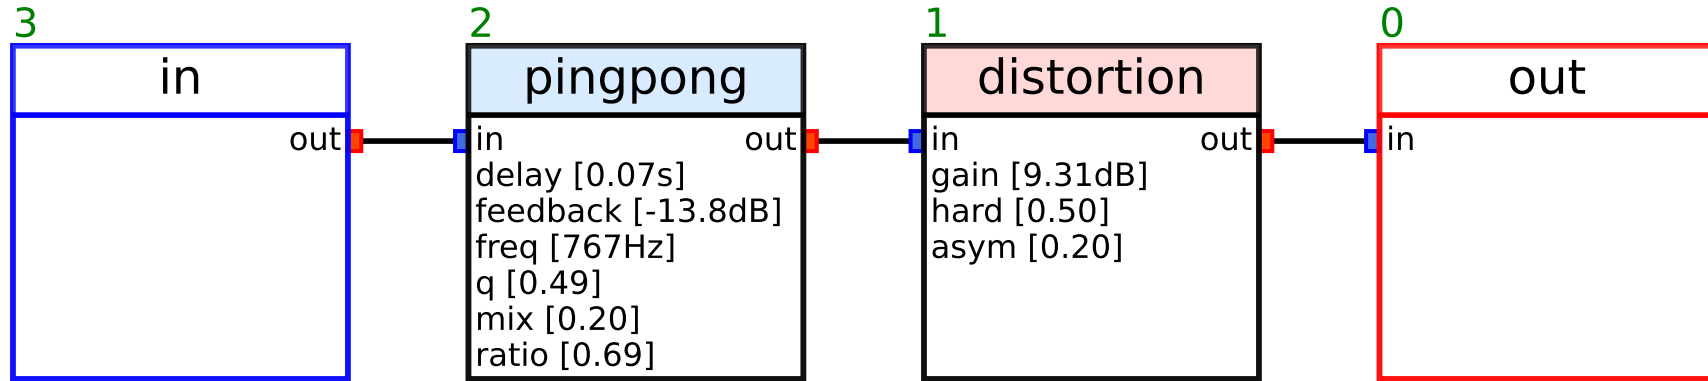 3
in
out
2
pingpong
in
out
delay [0.07s]
feedback [-13.8dB]
freq [767Hz]
q [0.49]
mix [0.20]
ratio [0.69]
1
distortion
in
out
gain [9.31dB]
hard [0.50]
asym [0.20]
0
out
in